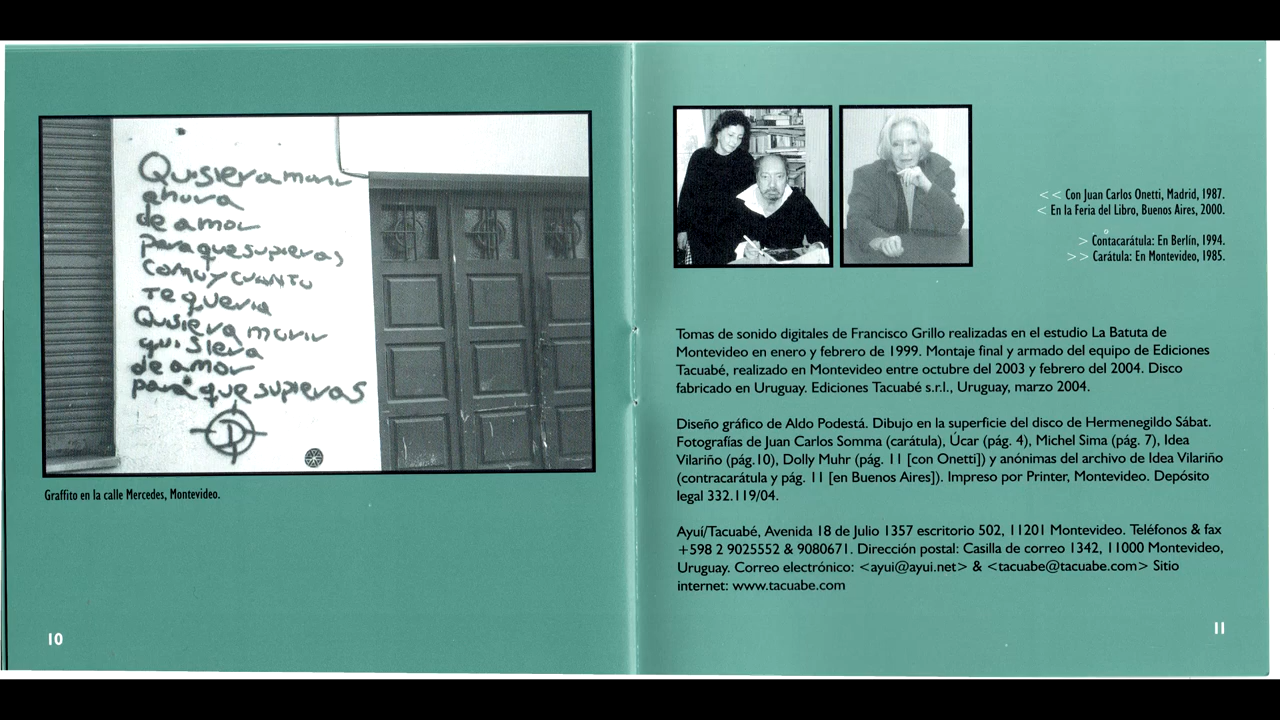 Quisiera morir
ahora
de amor
para que supieras
como y cuanto
te queria
Quisiera morir
quisiera
de amor
para que supieras
Graffito en la calle Mercedes, Montevideo.
10
<< Con Juan Carlos Onetti, Madrid, 1987.
< En la Feria del Libro, Buenos Aires, 2000.
> Contacarátula: En Berlín, 1994.
>> Carátula: En Montevideo, 1985.
Tomas de sonido digitales de Francisco Grillo realizadas en el estudio La Batuta de
Montevideo en enero y febrero de 1999. Montaje final y armado del equipo de Ediciones
Tacuabé, realizado en Montevideo entre octubre del 2003 y febrero del 2004. Disco
fabricado en Uruguay. Ediciones Tacuabé s.r.l., Uruguay, marzo 2004.
Diseño gráfico de Aldo Podestá. Dibujo en la superficie del disco de Hermenegildo Sábat.
Fotografías de Juan Carlos Somma (carátula), Úcar (pág. 4), Michel Sima (pág. 7), Idea
Vilariño (pág.10), Dolly Muhr (pág. 11 [con Onetti]) y anónimas del archivo de Idea Vilariño
(contracarátula y pág. 11 [en Buenos Aires]). Impreso por Printer, Montevideo. Depósito
legal 332.119/04.
Ayuí/Tacuabé, Avenida 18 de Julio 1357 escritorio 502, 11201 Montevideo. Teléfonos & fax
+598 2 9025552 & 9080671. Dirección postal: Casilla de correo 1342, 11000 Montevideo,
Uruguay. Correo electrónico: <ayui@ayui.net> & <tacuabe@tacuabe.com> Sitio
internet: www.tacuabe.com
11